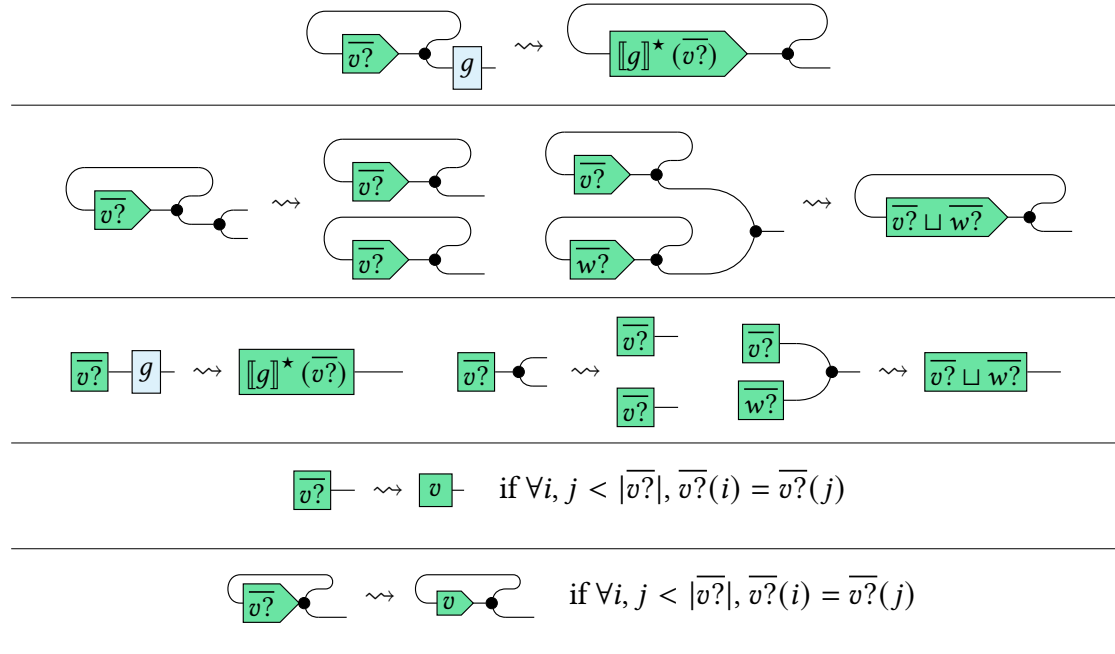 v? g ⇝ ⟦g⟧★ (v?)
v? ⇝ v? v? v? w? ⇝ v? ⊔ w?
v? g ⇝ ⟦g⟧★ (v?) v? ⇝ v? v? v? w? ⇝ v? ⊔ w?
v? ⇝ v if ∀i, j < |v?|, v?(i) = v?(j)
v? ⇝ v if ∀i, j < |v?|, v?(i) = v?(j)